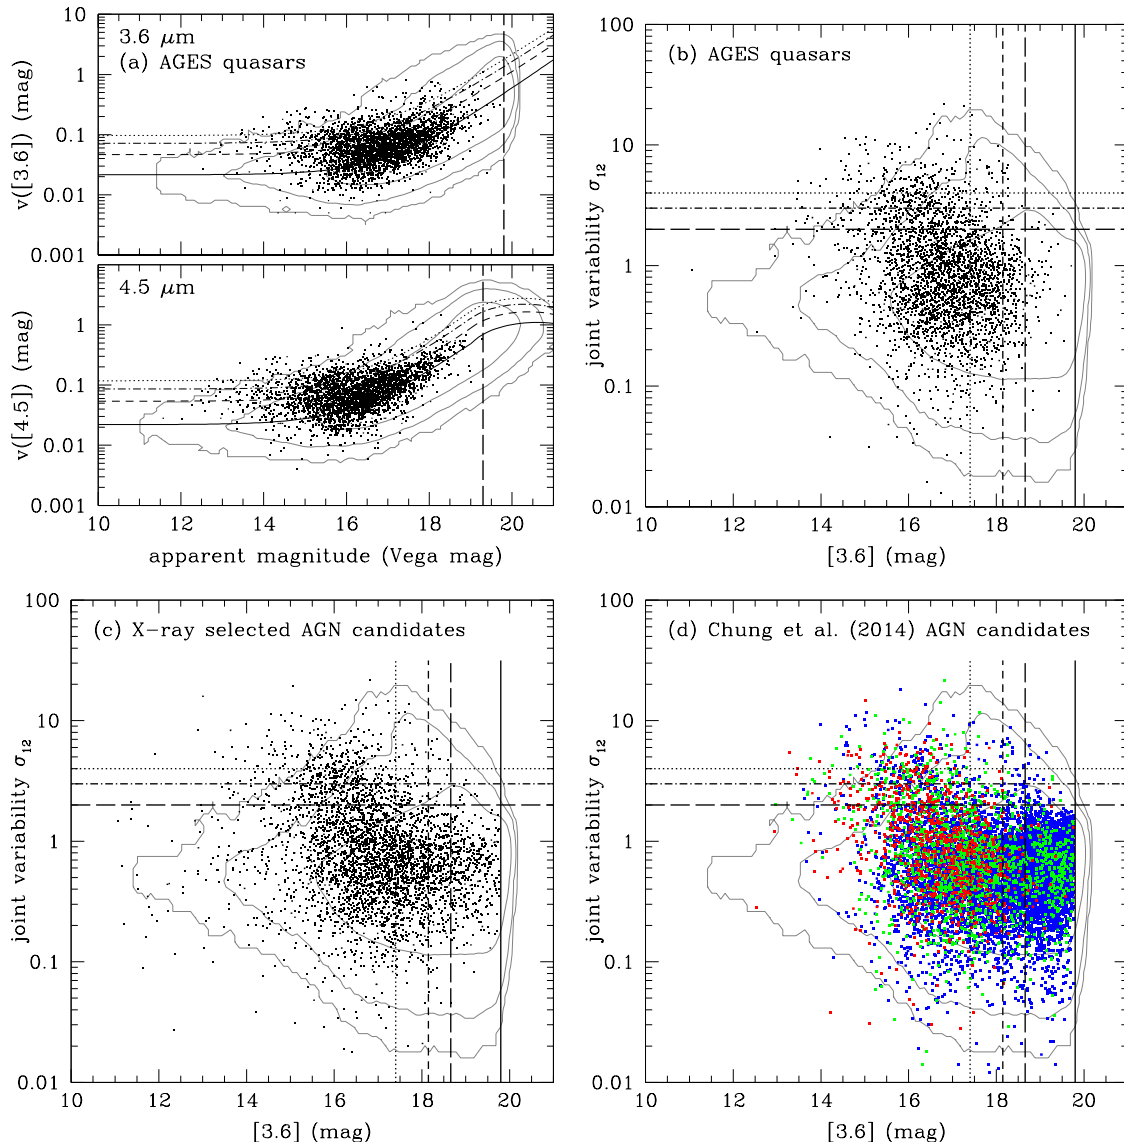 10
3.6 μm
(a) AGES quasars
1
0.1
0.01
0.001
v([3.6]) (mag)
4.5 μm
1
0.1
0.01
0.001
v([4.5]) (mag)
10 12 14 16 18 20
apparent magnitude (Vega mag)
100
(b) AGES quasars
10
1
0.1
0.01
joint variability σ12
10 12 14 16 18 20
[3.6] (mag)
100
(c) X-ray selected AGN candidates
10
1
0.1
0.01
joint variability σ12
10 12 14 16 18 20
[3.6] (mag)
100
(d) Chung et al. (2014) AGN candidates
10
1
0.1
0.01
joint variability σ12
10 12 14 16 18 20
[3.6] (mag)